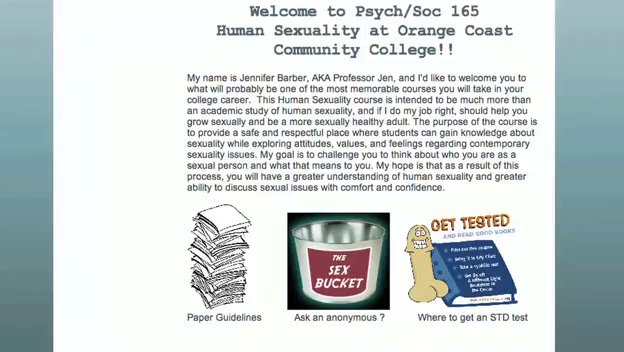 Welcome to Psych/Soc 165
Human Sexuality at Orange Coast
Community College!!
My name is Jennifer Barber, AKA Professor Jen, and I'd like to welcome you to
what will probably be one of the most memorable courses you will take in your
college career.  This Human Sexuality course is intended to be much more than
an academic study of human sexuality, and if I do my job right, should help you
grow sexually and be a more sexually healthy adult. The purpose of the course is
to provide a safe and respectful place where students can gain knowledge about
sexuality while exploring attitudes, values, and feelings regarding contemporary
sexuality issues. My goal is to challenge you to think about who you are as a
sexual person and what that means to you. My hope is that as a result of this
process, you will have a greater understanding of human sexuality and greater
ability to discuss sexual issues with comfort and confidence.
THE
SEX
BUCKET
GET TESTED
AND READ GOOD BOOKS
Paper Guidelines
Ask an anonymous ?
Where to get an STD test